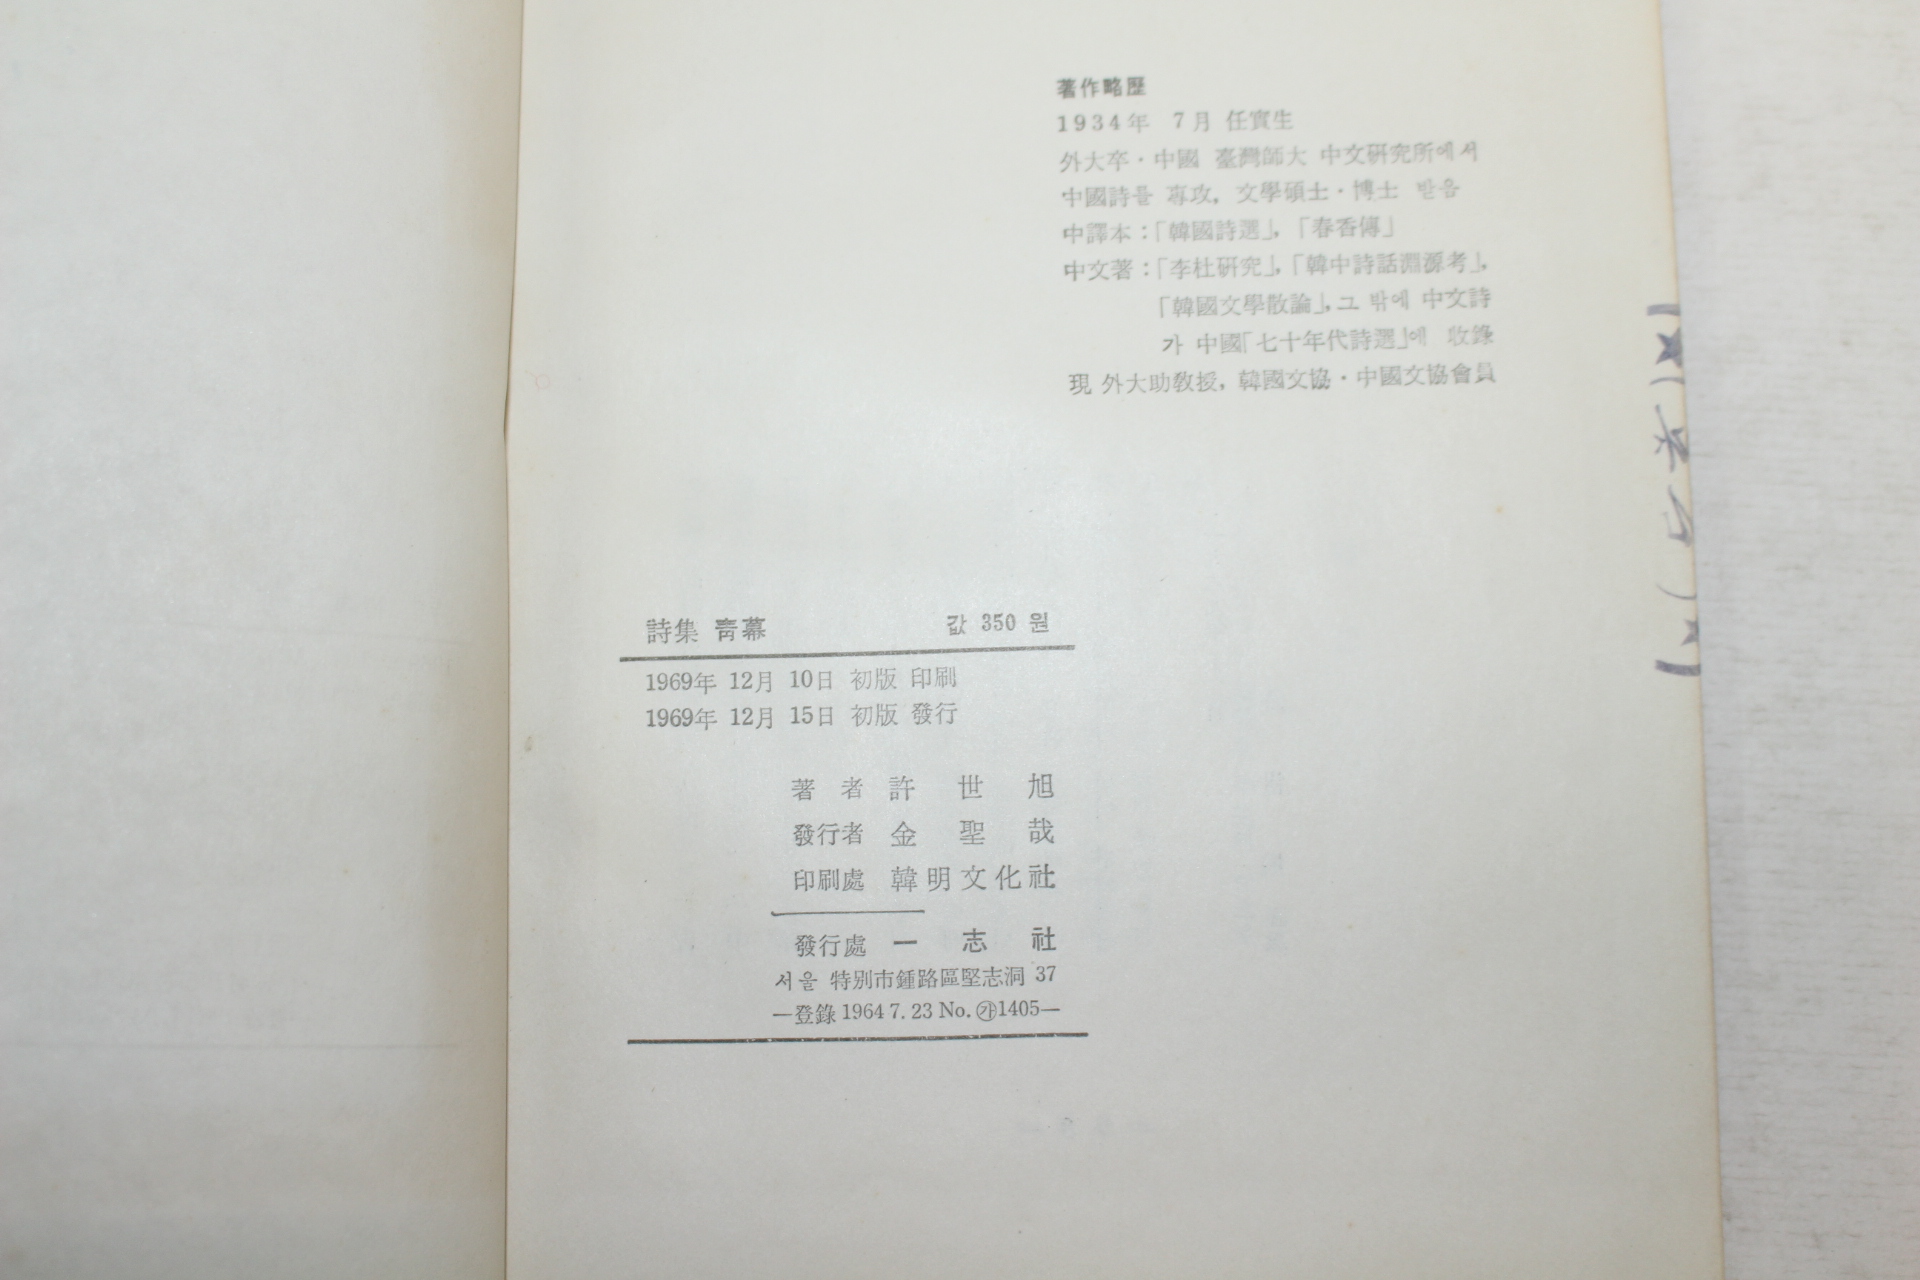 著作略歷
1934年 7月 任實生
外大卒·中國 臺灣師大 中文硏究所에서
中國詩를 專攻, 文學碩士·博士 받음
中譯本:「韓國詩選」, 「春香傳」
中文著:「李杜硏究」,「韓中詩話淵源考」,
「韓國文學散論」,그 밖에 中文詩
가 中國「七十年代詩選」에 收錄
現 外大助敎授, 韓國文協·中國文協會員
詩集 靑幕 값 350 원
1969年 12月 10日 初版 印刷
1969年 12月 15日 初版 發行
著者 許世旭
發行者 金聖哉
印刷處 韓明文化社
發行處 一志社
서울 特別市鍾路區堅志洞 37
—登錄 1964 7. 23 No. ㉮1405—